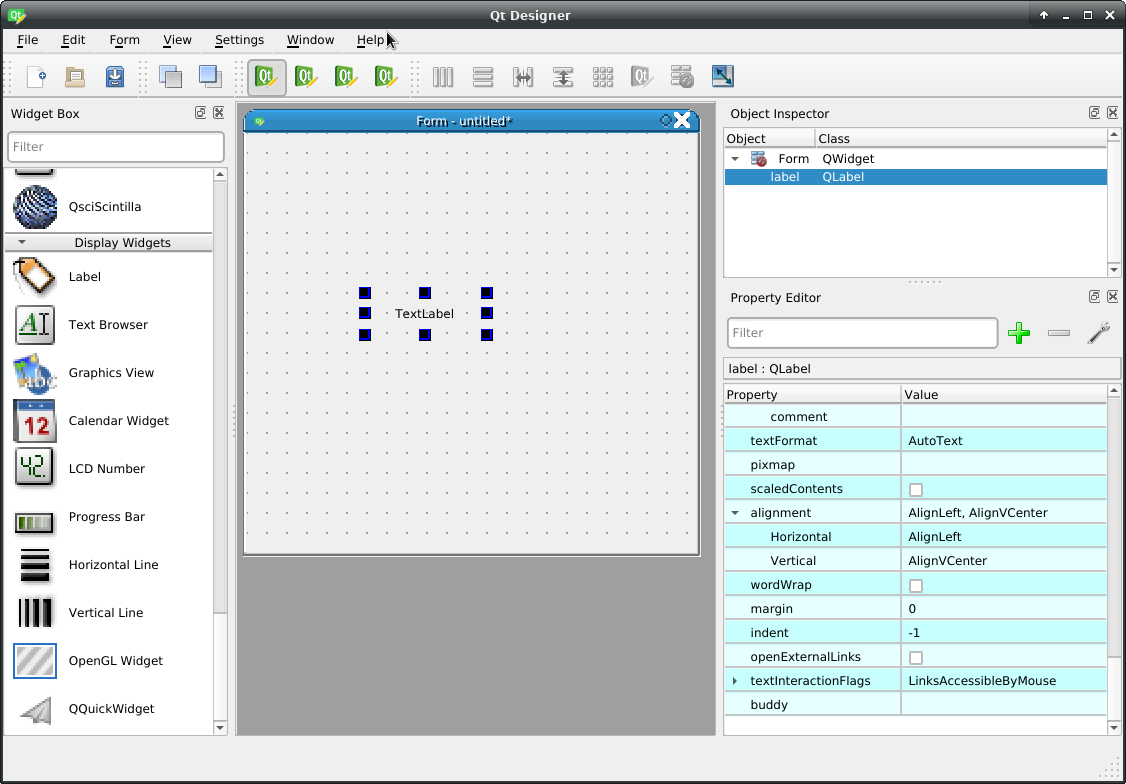 Qt Designer
File Edit Form View Settings Window Help
Widget Box
Filter
QsciScintilla
Display Widgets
Label
Text Browser
Graphics View
Calendar Widget
LCD Number
Progress Bar
Horizontal Line
Vertical Line
OpenGL Widget
QQuickWidget
Form - untitled*
TextLabel
Object Inspector
Object Class
Form QWidget
label QLabel
Property Editor
Filter
label : QLabel
Property Value
comment
textFormat AutoText
pixmap
scaledContents
alignment AlignLeft, AlignVCenter
Horizontal AlignLeft
Vertical AlignVCenter
wordWrap
margin 0
indent -1
openExternalLinks
textInteractionFlags LinksAccessibleByMouse
buddy